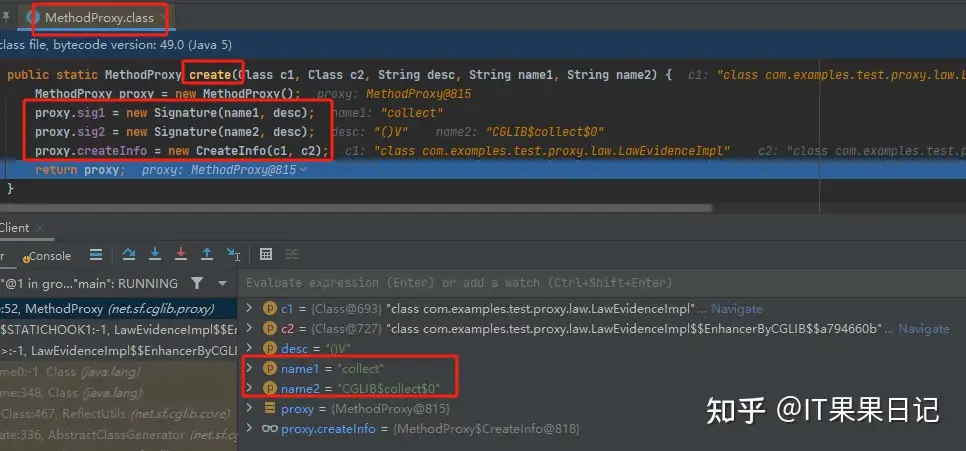 MethodProxy.class
class file, bytecode version: 49.0 (Java 5)
public static MethodProxy create(Class c1, Class c2, String desc, String name1, String name2) { c1: "class com.examples.test.proxy.law.Law
MethodProxy proxy = new MethodProxy(); proxy: MethodProxy@815
proxy.sig1 = new Signature(name1, desc); name1: "collect"
proxy.sig2 = new Signature(name2, desc); desc: "()V" name2: "CGLIB$collect$0"
proxy.createInfo = new CreateInfo(c1, c2); c1: "class com.examples.test.proxy.law.LawEvidenceImpl" c2: "class com.examples.test.p
return proxy; proxy: MethodProxy@815
}
Client
r Console
"@1 in gro..."main": RUNNING
Evaluate expression (Enter) or add a watch (Ctrl+Shift+Enter)
e:52, MethodProxy (net.sf.cglib.proxy)
$STATICHOOK1:-1, LawEvidenceImpl$$EnhancerByCGL
>:-1, LawEvidenceImpl$$EnhancerByCGLIB
me0:-1, Class (java.lang)
me:348, Class (java.lang)
Class:467, ReflectUtils (net.sf.cglib.core)
ate:336, AbstractClassGenerator (net.sf.cglib.core)
c1 = {Class@693} "class com.examples.test.proxy.law.LawEvidenceImpl" ... Navigate
c2 = {Class@727} "class com.examples.test.proxy.law.LawEvidenceImpl$$EnhancerByCGLIB$$a794660b" ... Navigate
desc = "()V"
name1 = "collect"
name2 = "CGLIB$collect$0"
proxy = {MethodProxy@815}
proxy.createInfo = {MethodProxy$CreateInfo@818}
知乎 @IT果果日记